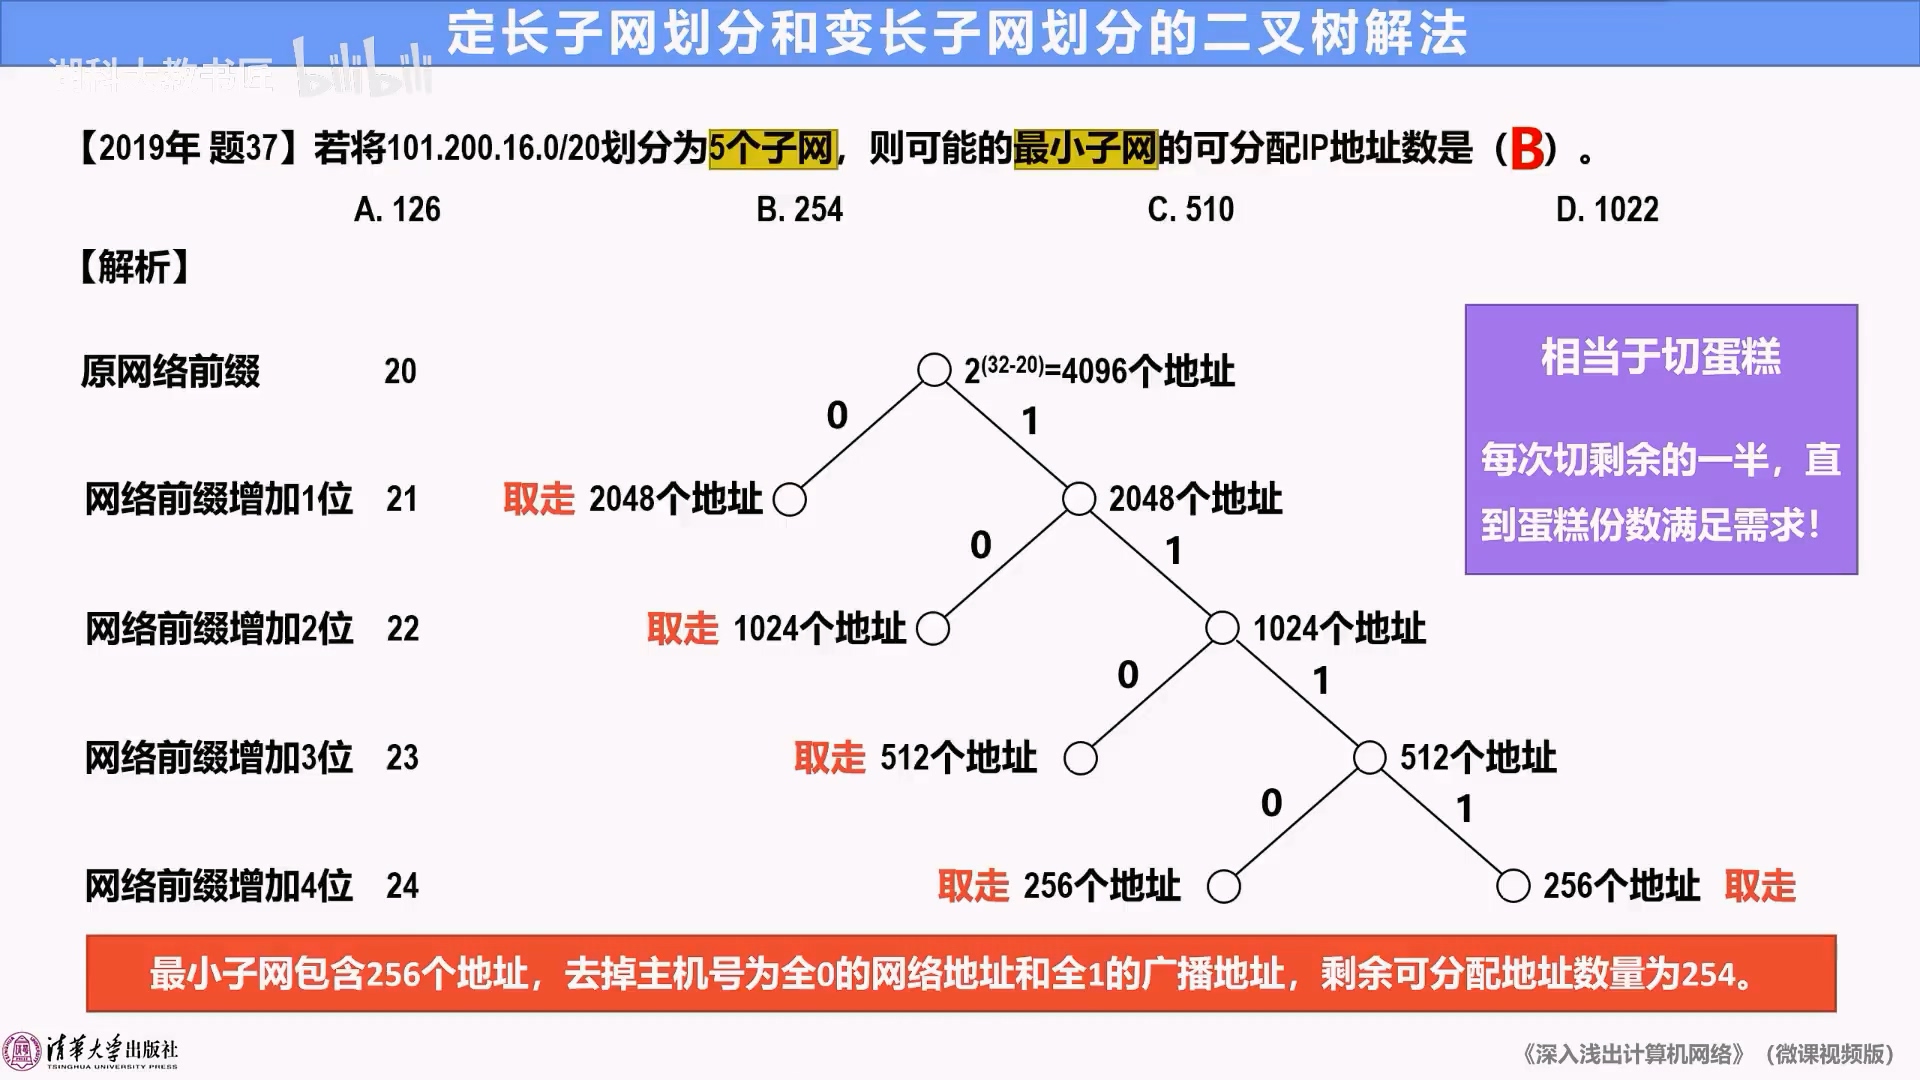 定长子网划分和变长子网划分的二叉树解法
湖科大教书匠 bilibili
【2019年 题37】若将101.200.16.0/20划分为5个子网，则可能的最小子网的可分配IP地址数是（B）。
A. 126 B. 254 C. 510 D. 1022
【解析】
相当于切蛋糕
每次切剩余的一半，直
到蛋糕份数满足需求！
原网络前缀 20 2(32-20)=4096个地址
0 1
网络前缀增加1位 21 取走 2048个地址 2048个地址
0 1
网络前缀增加2位 22 取走 1024个地址 1024个地址
0 1
网络前缀增加3位 23 取走 512个地址 512个地址
0 1
网络前缀增加4位 24 取走 256个地址 256个地址 取走
最小子网包含256个地址，去掉主机号为全0的网络地址和全1的广播地址，剩余可分配地址数量为254。
清华大学出版社
TSINGHUA UNIVERSITY PRESS
《深入浅出计算机网络》（微课视频版）